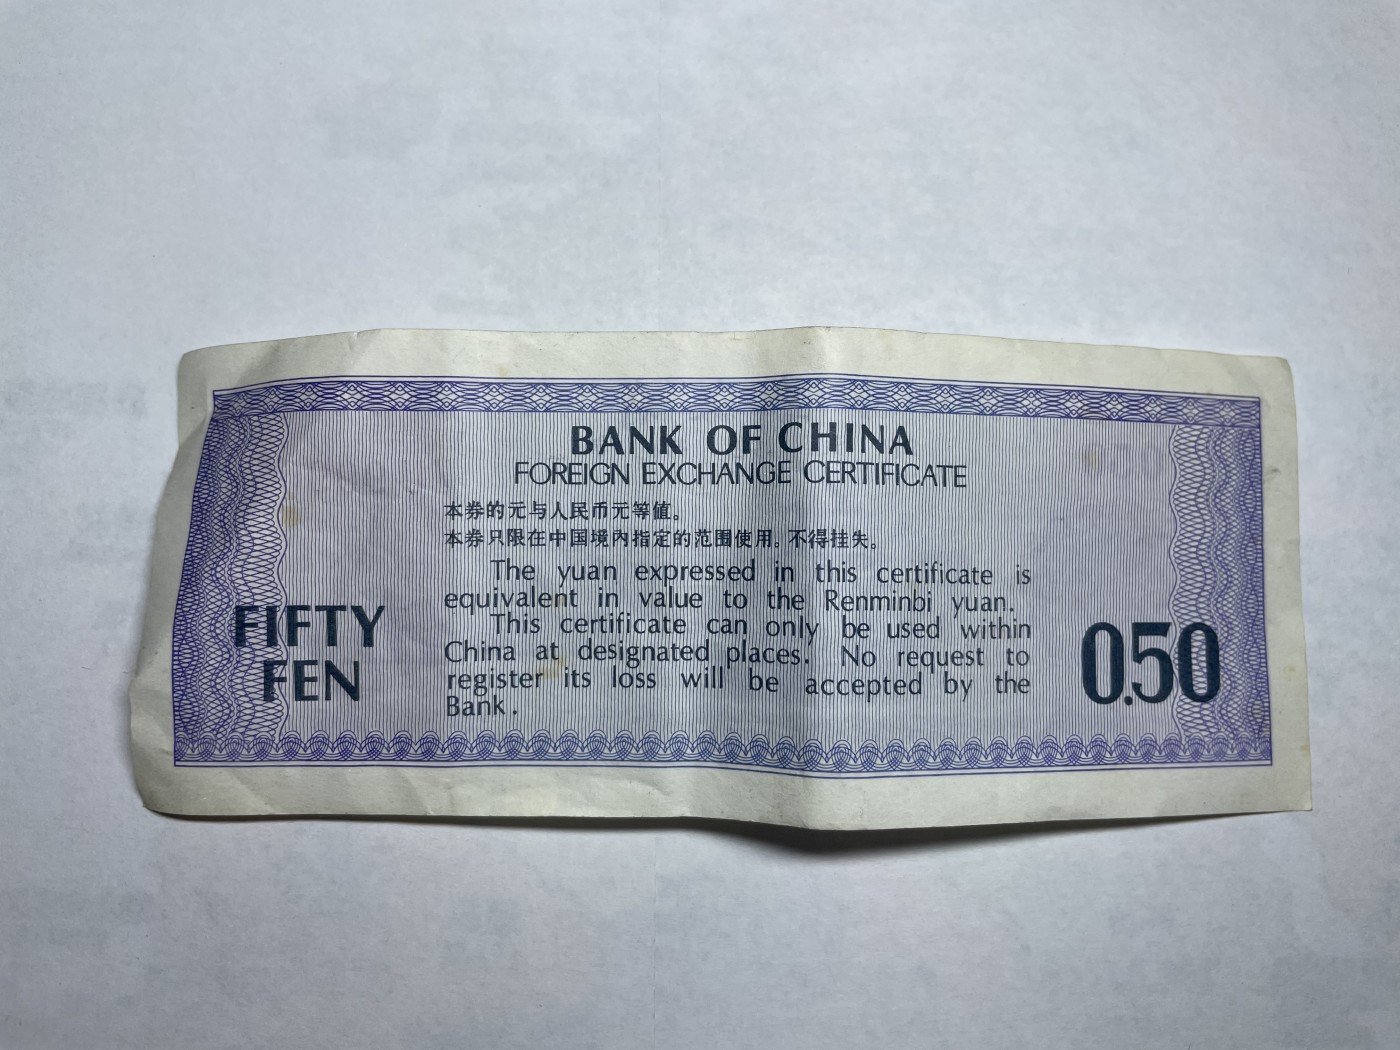 BANK OF CHINA
FOREIGN EXCHANGE CERTIFICATE
本券的元与人民币元等值。
本券只限在中国境内指定的范围使用。不得挂失。
The yuan expressed in this certificate is
equivalent in value to the Renminbi yuan.
This certificate can only be used within
China at designated places. No request to
register its loss will be accepted by the
Bank.
FIFTY
FEN
0.50